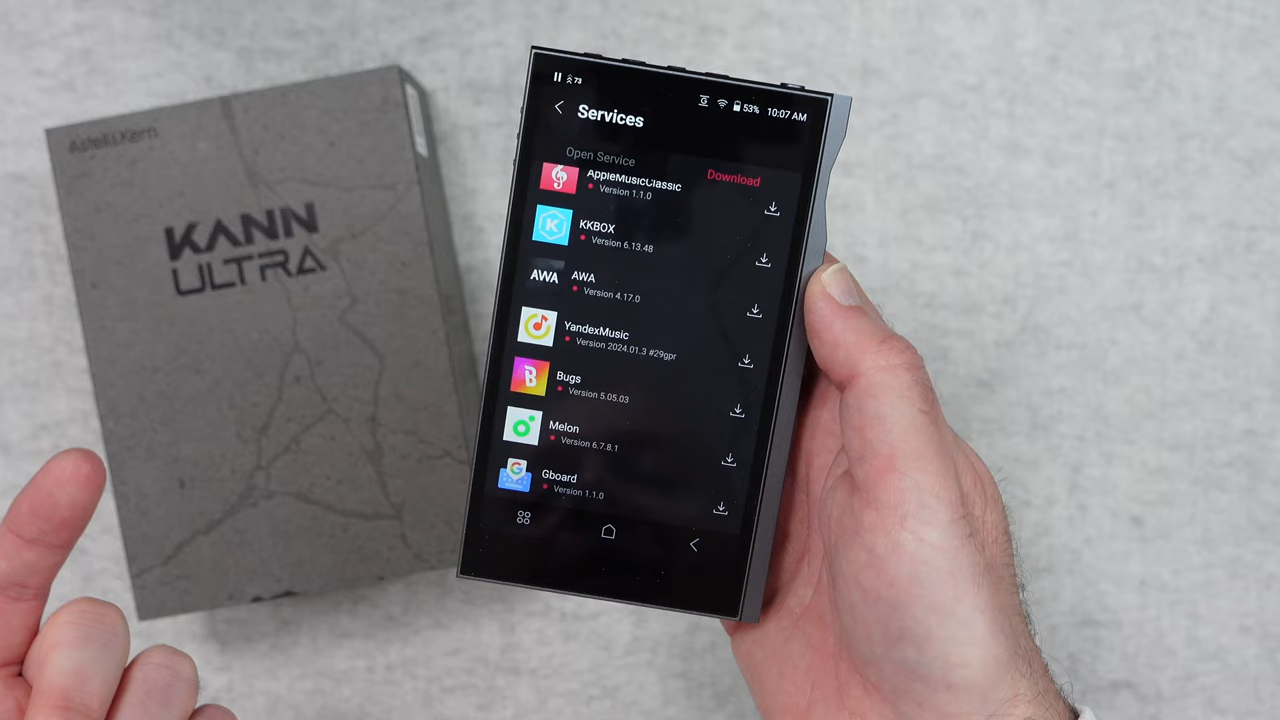 Astell&Kern
KANN
ULTRA
73
53% 10:07 AM
Services
Open Service
Download
AppleMusicClassic
Version 1.1.0
KKBOX
Version 6.13.48
AWA
AWA
Version 4.17.0
YandexMusic
Version 2024.01.3 #29gpr
Bugs
Version 5.05.03
Melon
Version 6.7.8.1
Gboard
Version 1.1.0